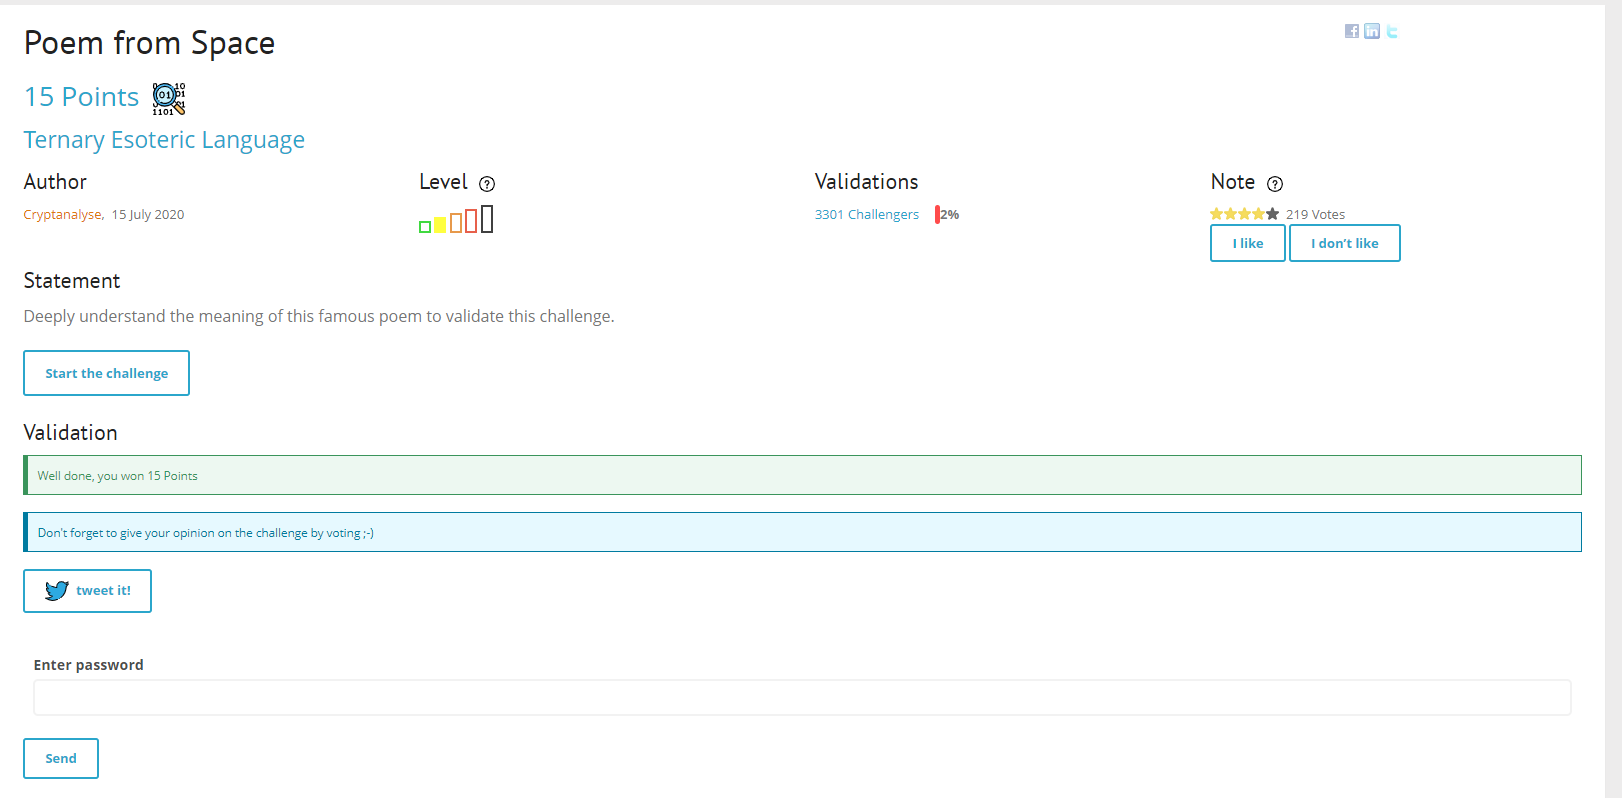 Poem from Space
15 Points
Ternary Esoteric Language
Author
Level ?
Validations
Note ?
Cryptanalyse, 15 July 2020
3301 Challengers 2%
219 Votes
I like
I don't like
Statement
Deeply understand the meaning of this famous poem to validate this challenge.
Start the challenge
Validation
Well done, you won 15 Points
Don't forget to give your opinion on the challenge by voting ;-)
tweet it!
Enter password
Send